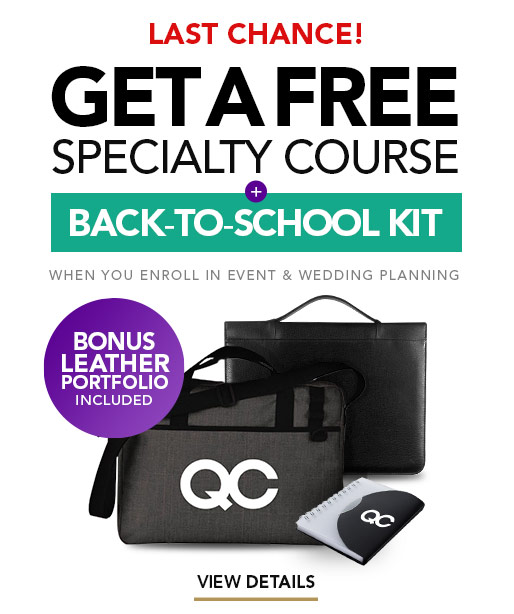 LAST CHANCE!
GET A FREE
SPECIALTY COURSE
+
BACK-TO-SCHOOL KIT
WHEN YOU ENROLL IN EVENT & WEDDING PLANNING
BONUS
LEATHER
PORTFOLIO
INCLUDED
QC
QC
VIEW DETAILS